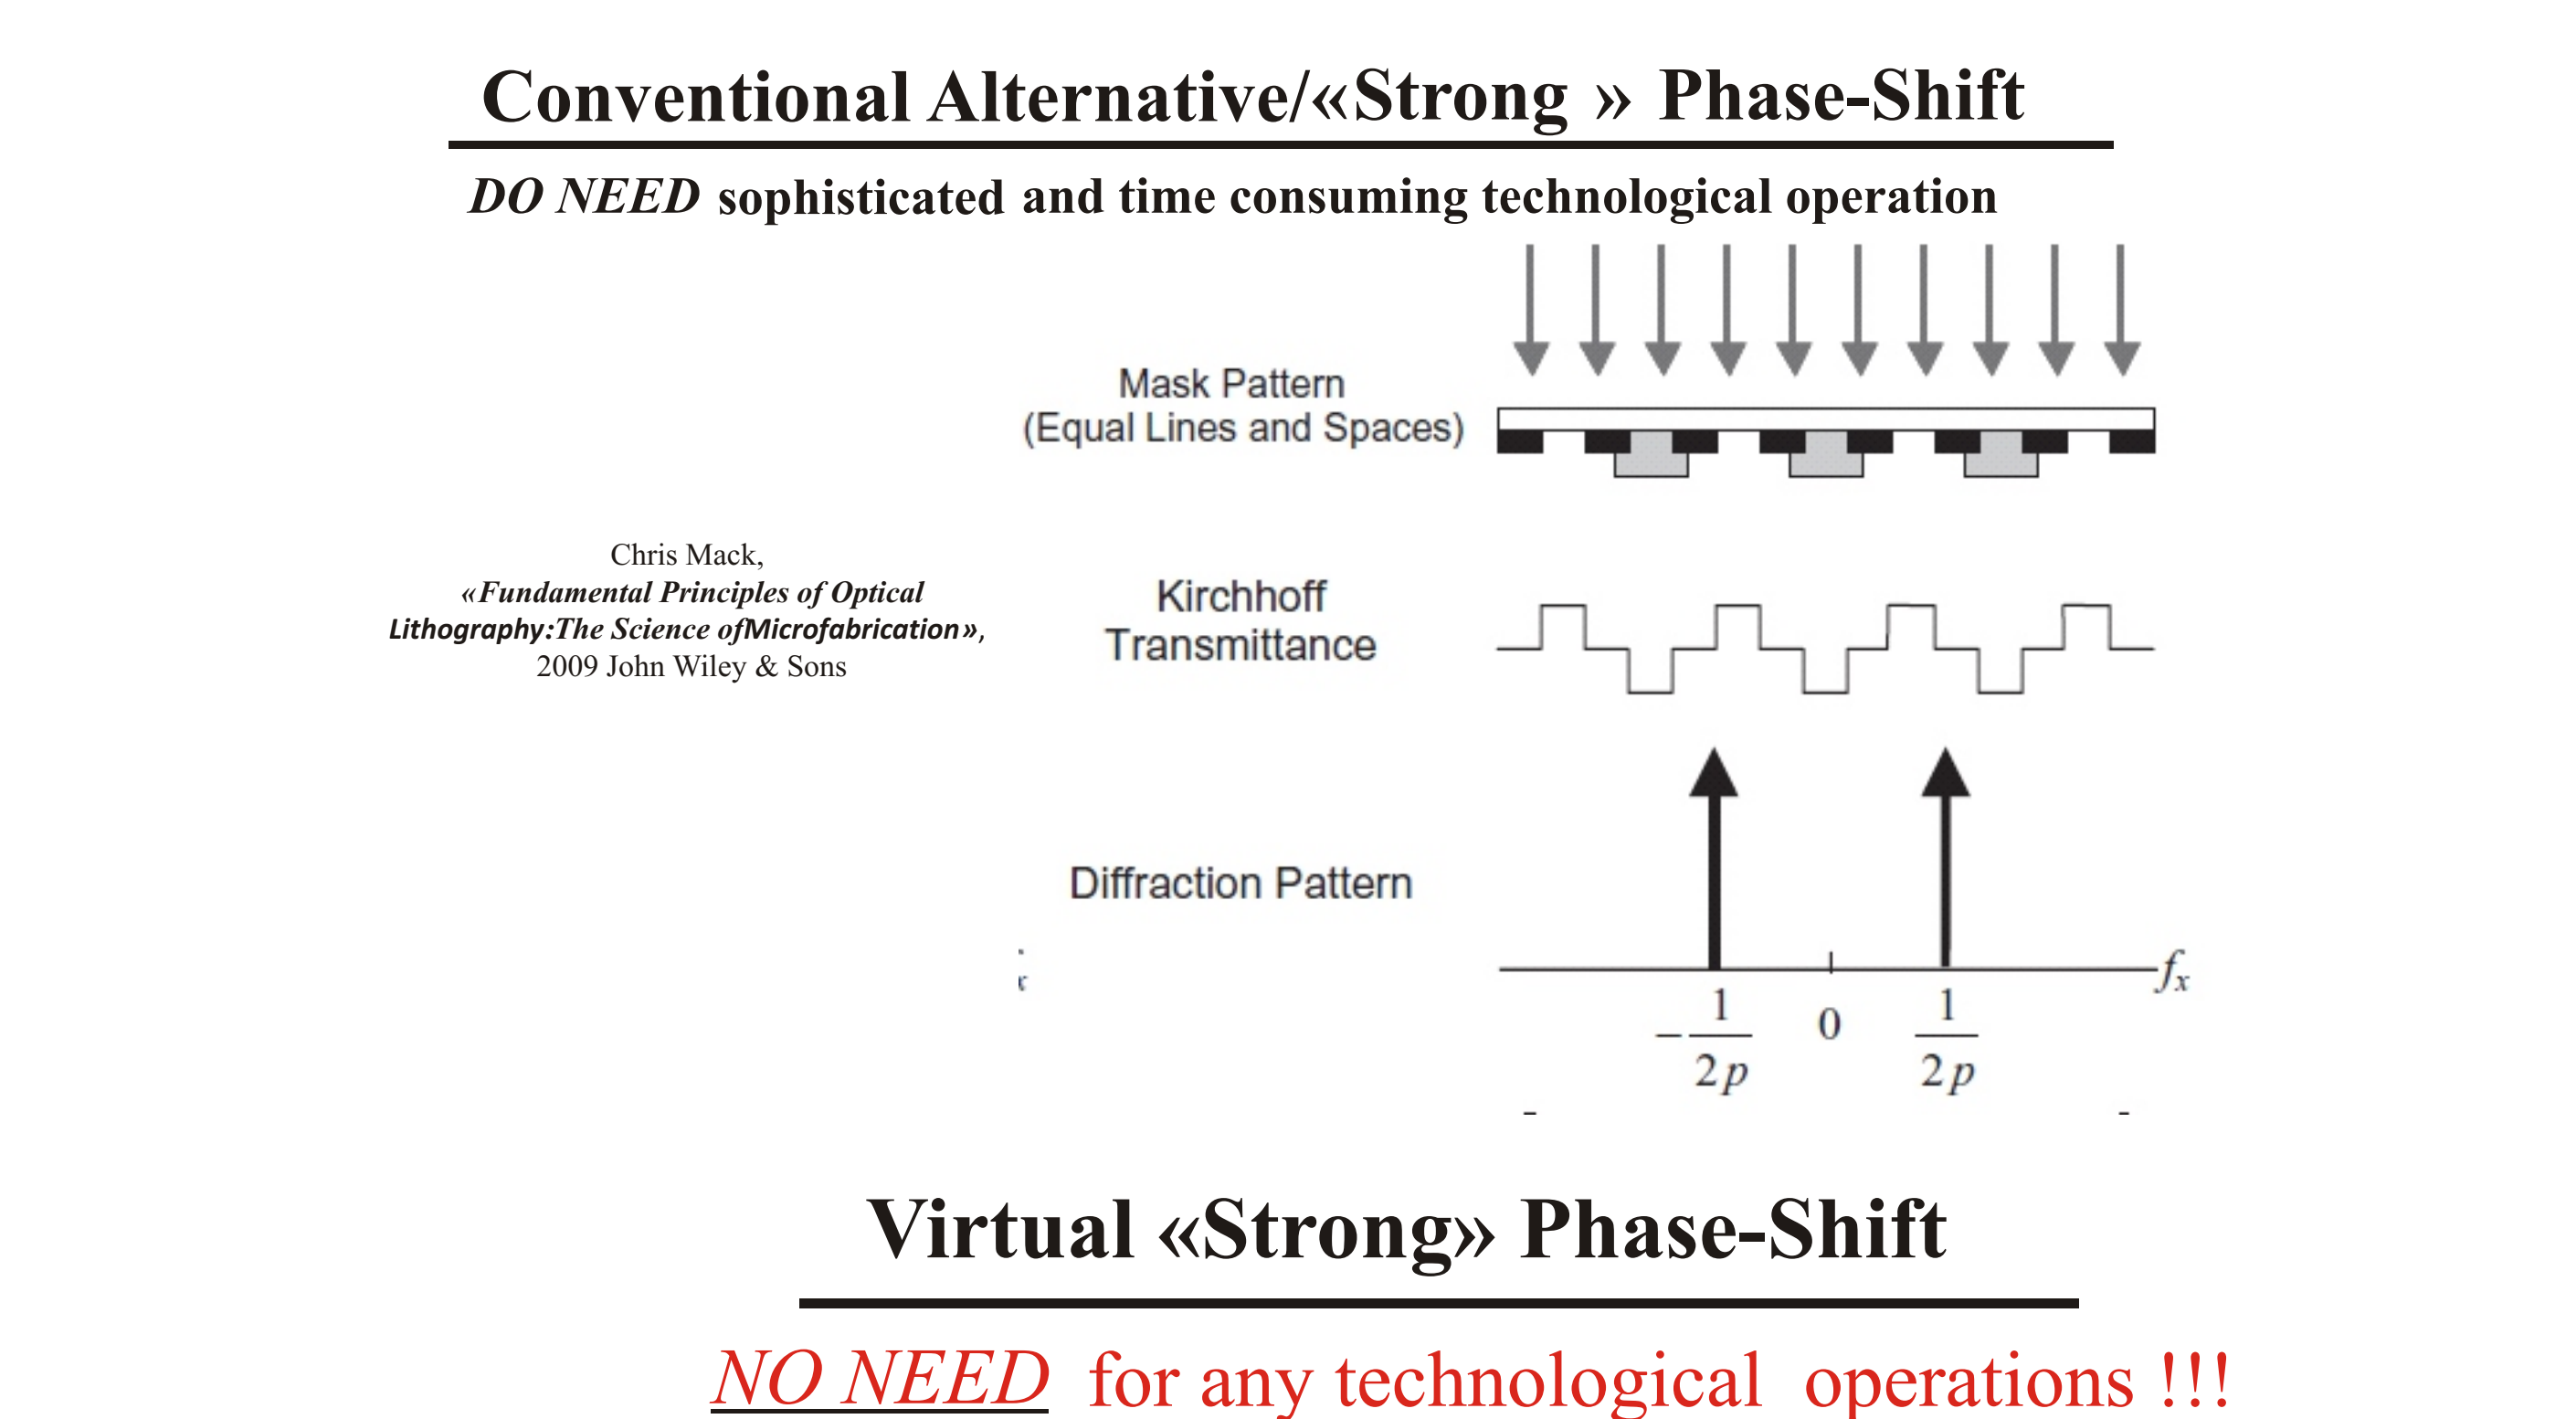 Conventional Alternative/«Strong » Phase-Shift
DO NEED sophisticated and time consuming technological operation
Mask Pattern
(Equal Lines and Spaces)
Chris Mack,
«Fundamental Principles of Optical
Lithography:The Science ofMicrofabrication»,
2009 John Wiley & Sons
Kirchhoff
Transmittance
Diffraction Pattern
fx
-1/2p 0 1/2p
Virtual «Strong» Phase-Shift
NO NEED for any technological operations !!!